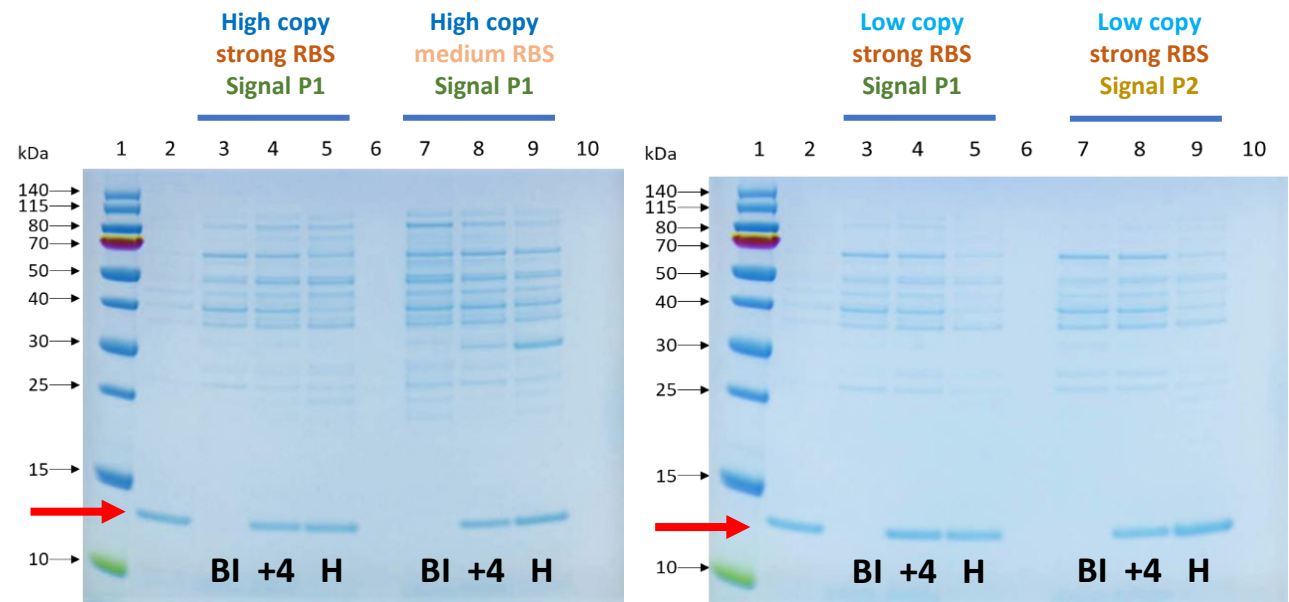 High copy
strong RBS
Signal P1
High copy
medium RBS
Signal P1
kDa 1 2 3 4 5 6 7 8 9 10
140
115
80
70
50
40
30
25
15
10
BI +4 H BI +4 H
Low copy
strong RBS
Signal P1
Low copy
strong RBS
Signal P2
kDa 1 2 3 4 5 6 7 8 9 10
140
115
80
70
50
40
30
25
15
10
BI +4 H BI +4 H